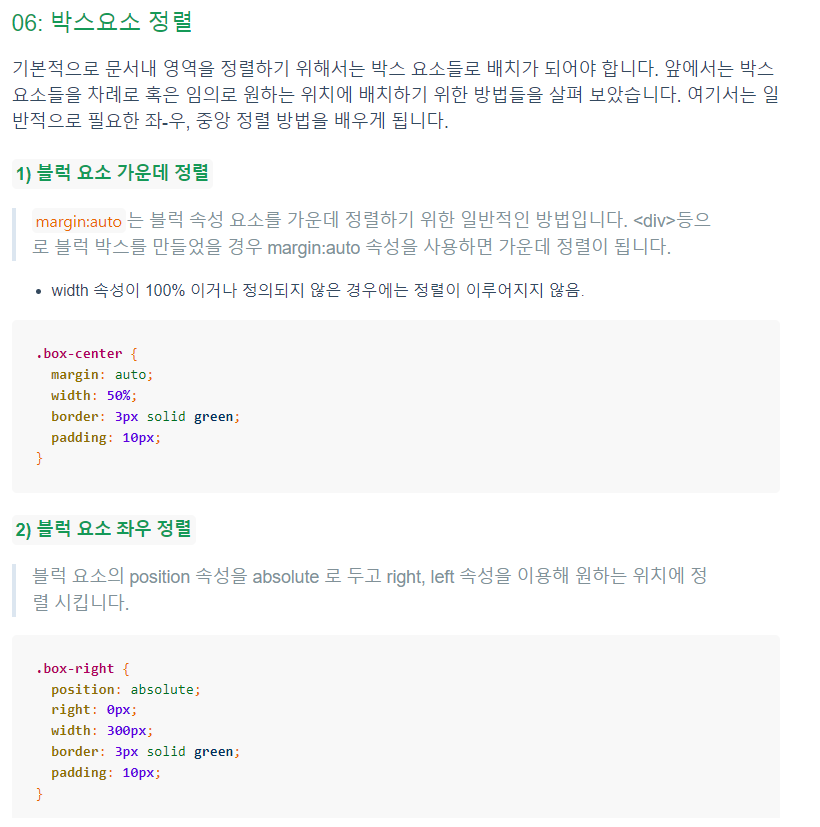 06: 박스요소 정렬
기본적으로 문서내 영역을 정렬하기 위해서는 박스 요소들로 배치가 되어야 합니다. 앞에서는 박스
요소들을 차례로 혹은 임의로 원하는 위치에 배치하기 위한 방법들을 살펴 보았습니다. 여기서는 일
반적으로 필요한 좌-우, 중앙 정렬 방법을 배우게 됩니다.
1) 블럭 요소 가운데 정렬
margin:auto 는 블럭 속성 요소를 가운데 정렬하기 위한 일반적인 방법입니다. <div>등으
로 블럭 박스를 만들었을 경우 margin:auto 속성을 사용하면 가운데 정렬이 됩니다.
• width 속성이 100% 이거나 정의되지 않은 경우에는 정렬이 이루어지지 않음.
.box-center {
  margin: auto;
  width: 50%;
  border: 3px solid green;
  padding: 10px;
}
2) 블럭 요소 좌우 정렬
블럭 요소의 position 속성을 absolute 로 두고 right, left 속성을 이용해 원하는 위치에 정
렬 시킵니다.
.box-right {
  position: absolute;
  right: 0px;
  width: 300px;
  border: 3px solid green;
  padding: 10px;
}